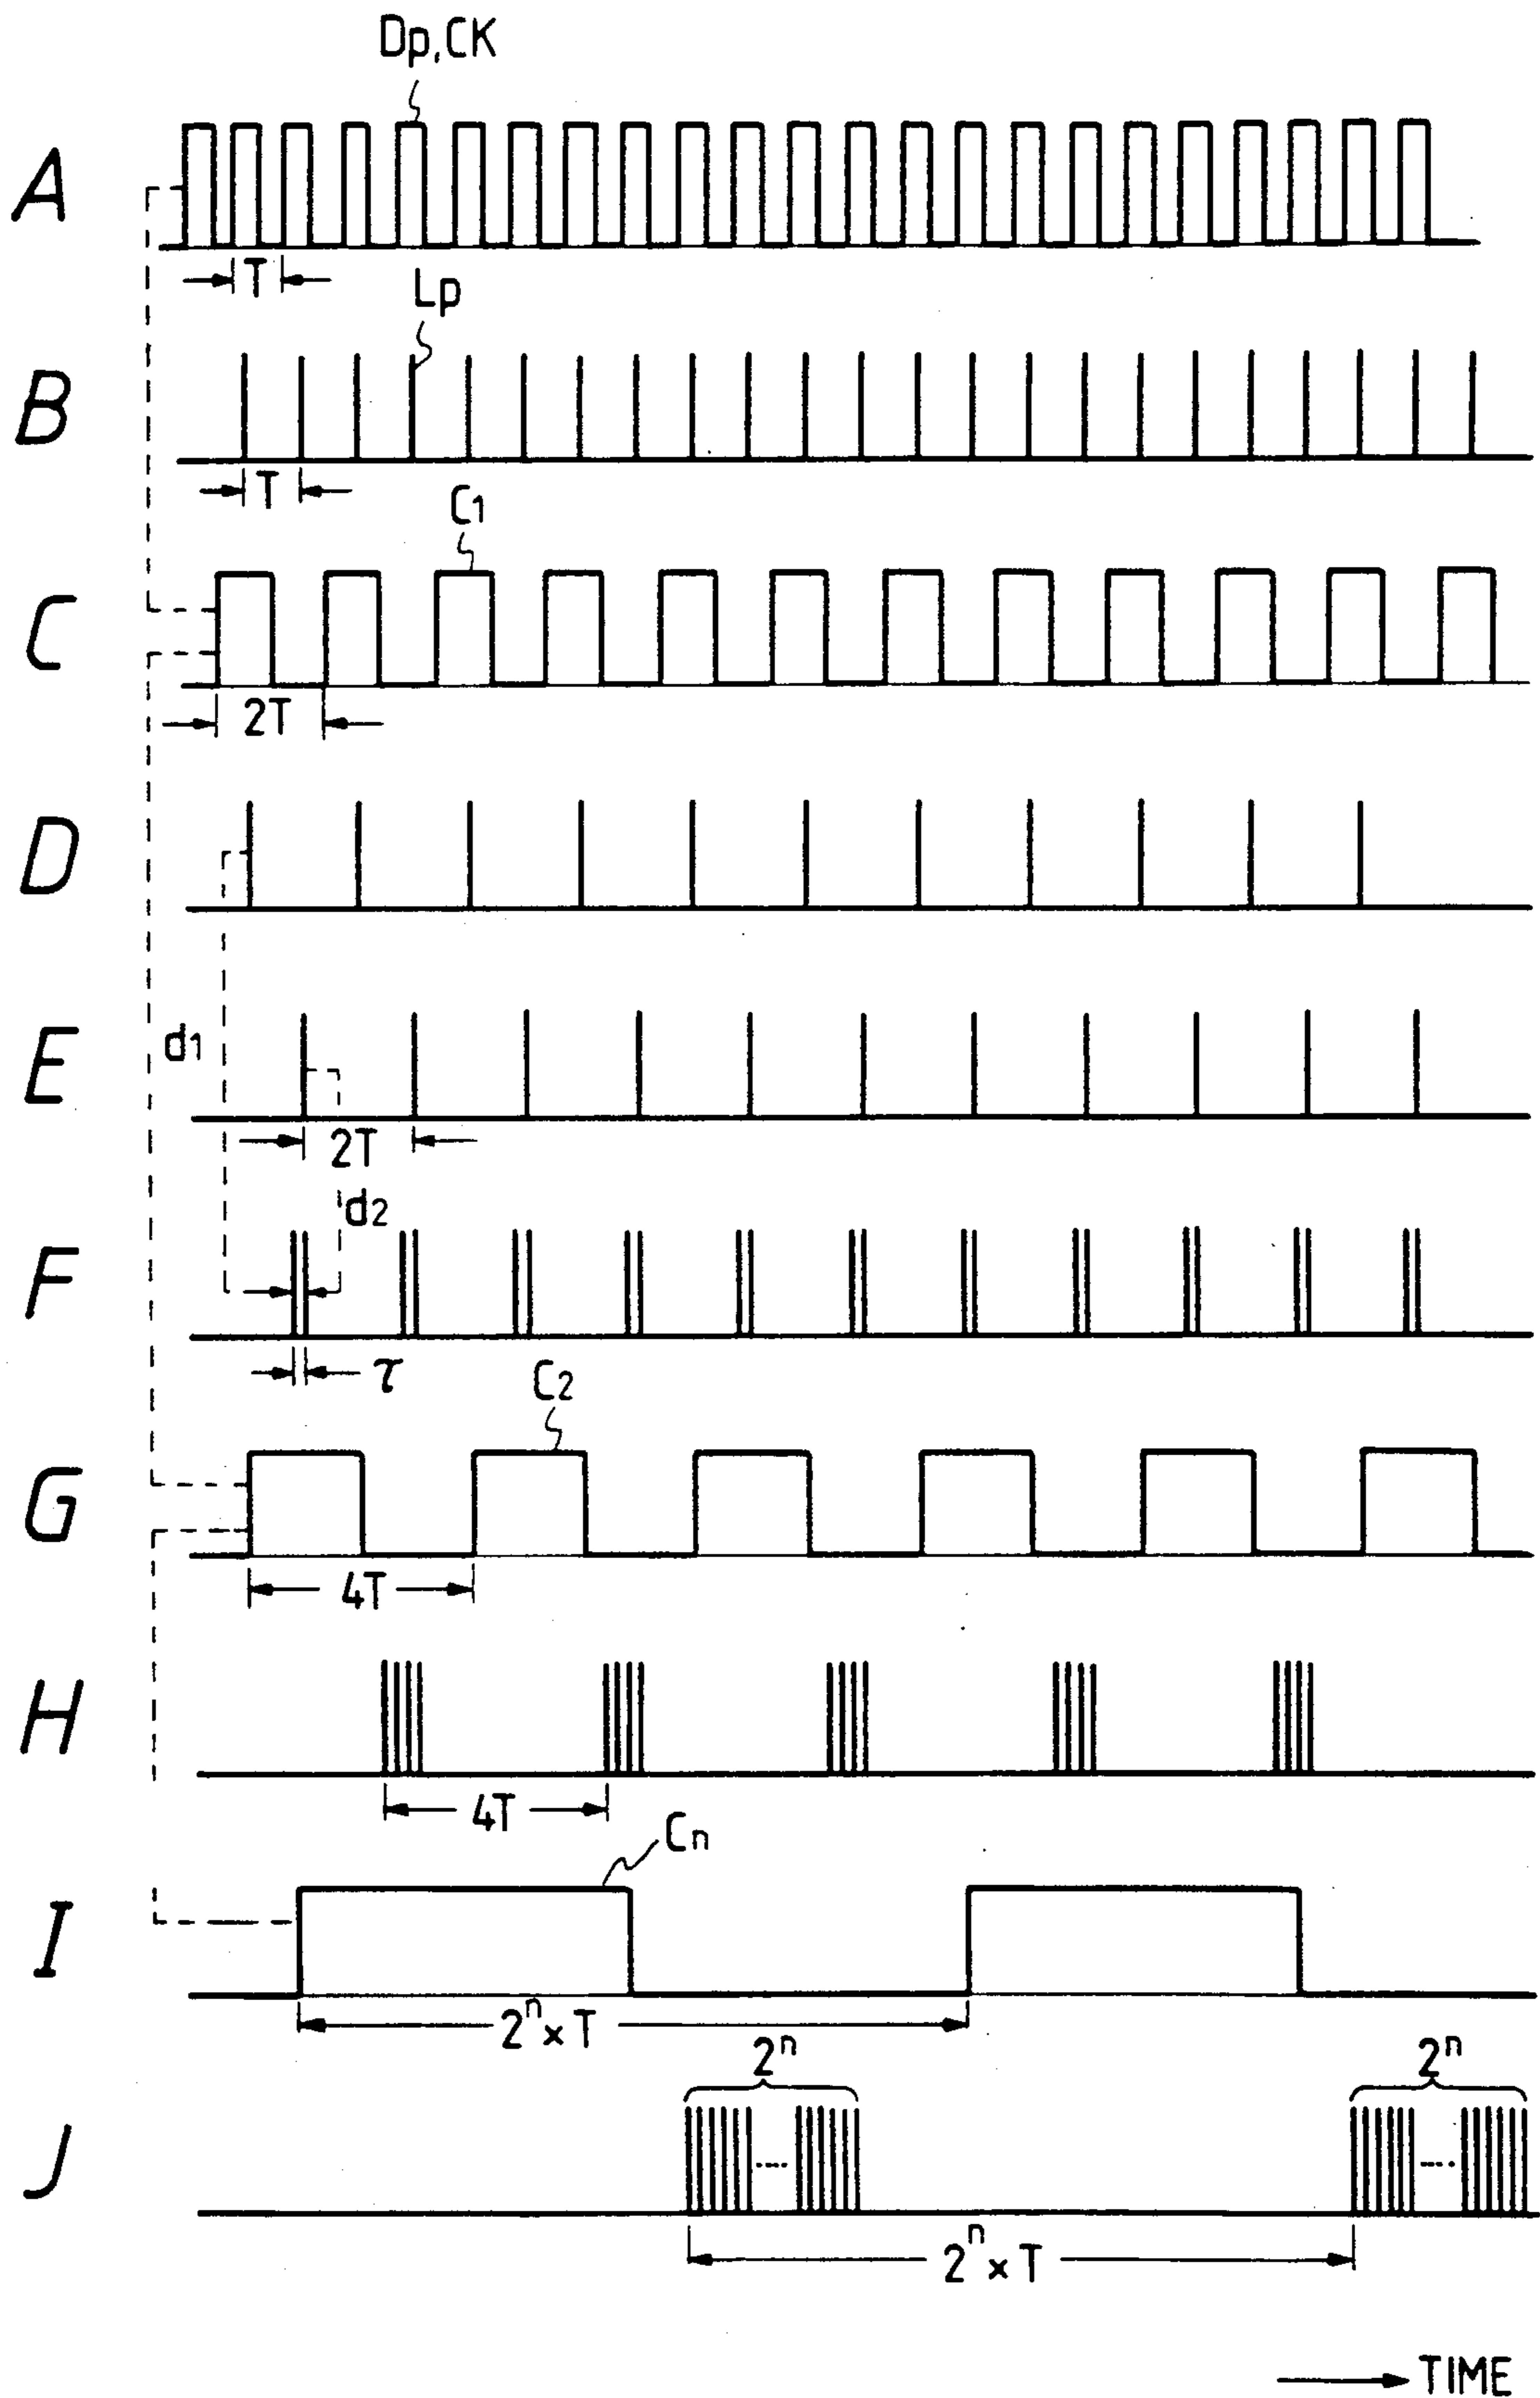 Dp,CK
A
T
Lp
B
T
C1
C
2T
D
E
d1
2T
d2
F
τ
C2
G
4T
H
4T
Cn
I
2ⁿ×T
2ⁿ
2ⁿ
J
2ⁿ×T
TIME